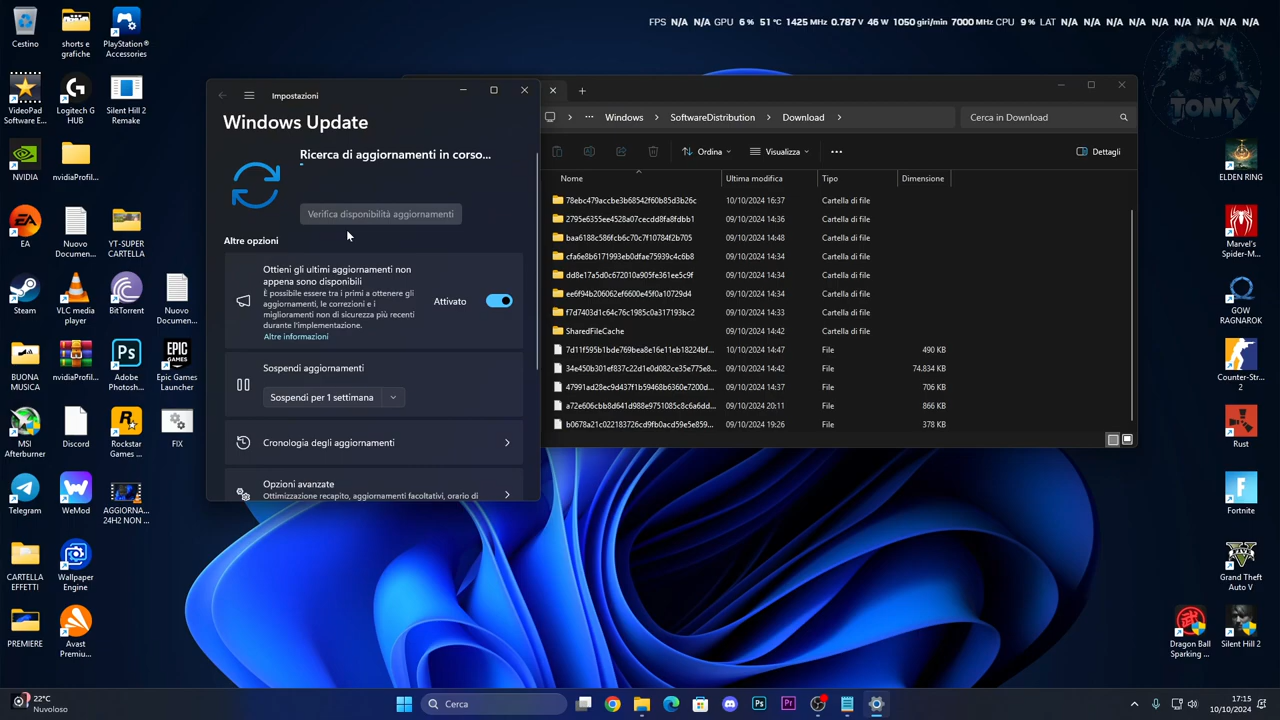 FPS N/A N/A GPU 6 % 51 °C 1425 MHz 0.787 V 46 W 1050 giri/min 7000 MHz CPU 9 % LAT N/A N/A N/A N/A N/A N/A N/A N/A N/A
Cestino
shorts e grafiche
PlayStation® Accessories
VideoPad Software E...
Logitech G HUB
Silent Hill 2 Remake
NVIDIA
nvidiaProfil...
EA
Nuovo Documen...
YT-SUPER CARTELLA
Steam
VLC media player
BitTorrent
Nuovo Documen...
BUONA MUSICA
nvidiaProfil...
Adobe Photosh...
Epic Games Launcher
MSI Afterburner
Discord
Rockstar Games ...
FIX
Telegram
WeMod
AGGIORNA... 24H2 NON ...
CARTELLA EFFETTI
Wallpaper Engine
PREMIERE
Avast Premiu...
Impostazioni
Windows Update
Ricerca di aggiornamenti in corso...
Verifica disponibilità aggiornamenti
Altre opzioni
Ottieni gli ultimi aggiornamenti non
appena sono disponibili
È possibile essere tra i primi a ottenere gli
aggiornamenti, le correzioni e i
miglioramenti non di sicurezza più recenti
durante l'implementazione.
Altre informazioni
Attivato
Sospendi aggiornamenti
Sospendi per 1 settimana
Cronologia degli aggiornamenti
Opzioni avanzate
Ottimizzazione recapito, aggiornamenti facoltativi, orario di
Windows
SoftwareDistribution
Download
Cerca in Download
Ordina
Visualizza
Dettagli
Nome Ultima modifica Tipo Dimensione
78ebc479accbe3b68542f60b85d3b26c 10/10/2024 16:37 Cartella di file
2795e6355ee4528a07cecdd8fa8fdbb1 09/10/2024 14:48 Cartella di file
baa6188c586fcb6c70c7f10784f2b705 09/10/2024 14:48 Cartella di file
cfa6e8b6171993eb0dfae75939c4c6b8 09/10/2024 14:34 Cartella di file
dd8e17a5d0c672010a905fe361ee5c9f 09/10/2024 14:34 Cartella di file
ee6f94b206062ef6600e45f0a10729d4 09/10/2024 14:34 Cartella di file
f7d7403d1c64c76c1985c0a317193bc2 09/10/2024 14:33 Cartella di file
SharedFileCache 09/10/2024 14:42 Cartella di file
7d11f595b1bde769bea8e16e11eb18224bf... 10/10/2024 14:47 File 490 KB
34e450b301ef837c22d1e0d082ce35e775e8... 09/10/2024 14:42 File 74.834 KB
47991ad28ec9d437f1b59468b6360e7200d... 09/10/2024 14:37 File 706 KB
a72e606cbb8d641d988e9751085c8c6a6dd... 09/10/2024 20:11 File 866 KB
b0678a21c022183726cd9fb0acd59e5e859... 09/10/2024 19:26 File 378 KB
TONY
ELDEN RING
Marvel's Spider-M...
GOW RAGNAROK
Counter-Str... 2
Rust
Fortnite
Grand Theft Auto V
Dragon Ball Sparking ...
Silent Hill 2
22°C
Nuvoloso
Cerca
17:15
10/10/2024